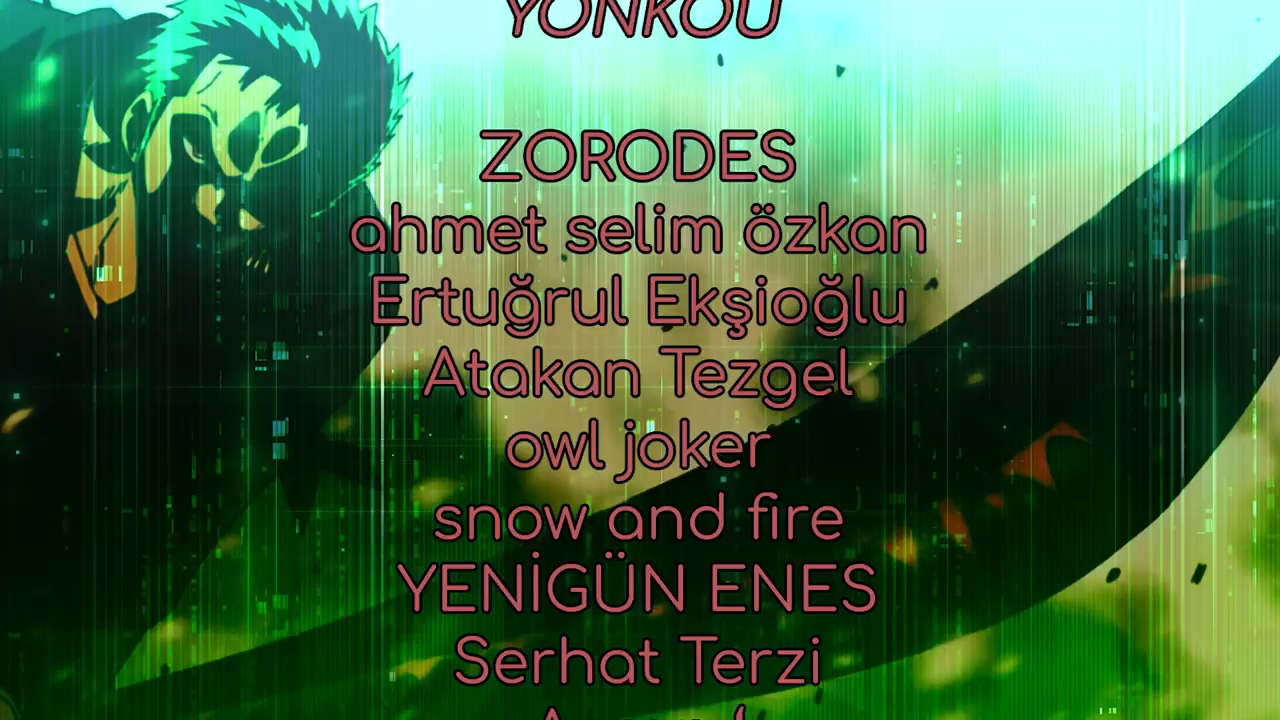 YONKOU
ZORODES
ahmet selim özkan
Ertuğrul Ekşioğlu
Atakan Tezgel
owl joker
snow and fire
YENİGÜN ENES
Serhat Terzi